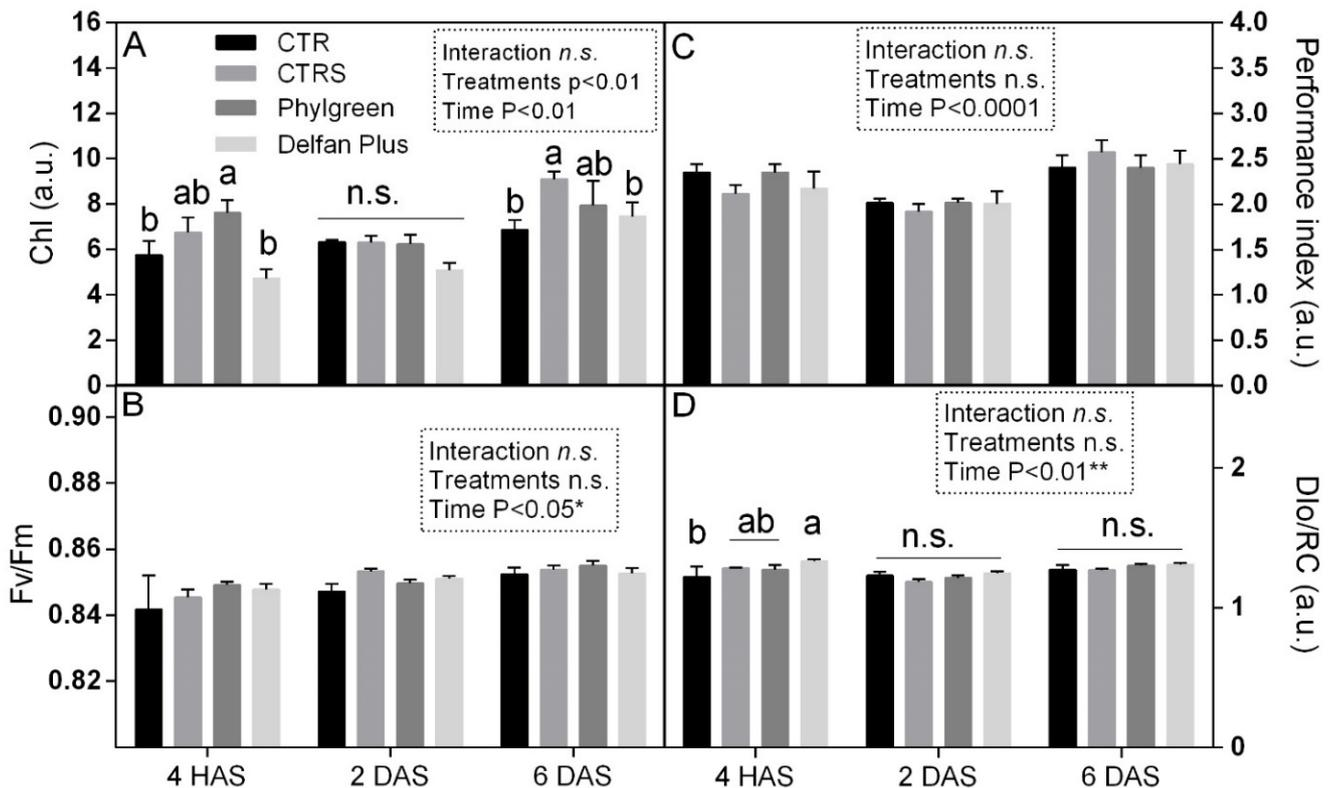 A
CTR
CTRS
Phylgreen
Delfan Plus
Interaction n.s.
Treatments p<0.01
Time P<0.01
Chl (a.u.)
16
14
12
10
8
6
4
2
0
b
ab
a
b
n.s.
b
a
ab
b
C
Interaction n.s.
Treatments n.s.
Time P<0.0001
4.0
3.5
3.0
2.5
2.0
1.5
1.0
0.5
0.0
Performance index (a.u.)
B
Interaction n.s.
Treatments n.s.
Time P<0.05*
Fv/Fm
0.90
0.88
0.86
0.84
0.82
4 HAS
2 DAS
6 DAS
D
Interaction n.s.
Treatments n.s.
Time P<0.01**
b
ab
a
n.s.
n.s.
2
1
0
DIo/RC (a.u.)
4 HAS
2 DAS
6 DAS